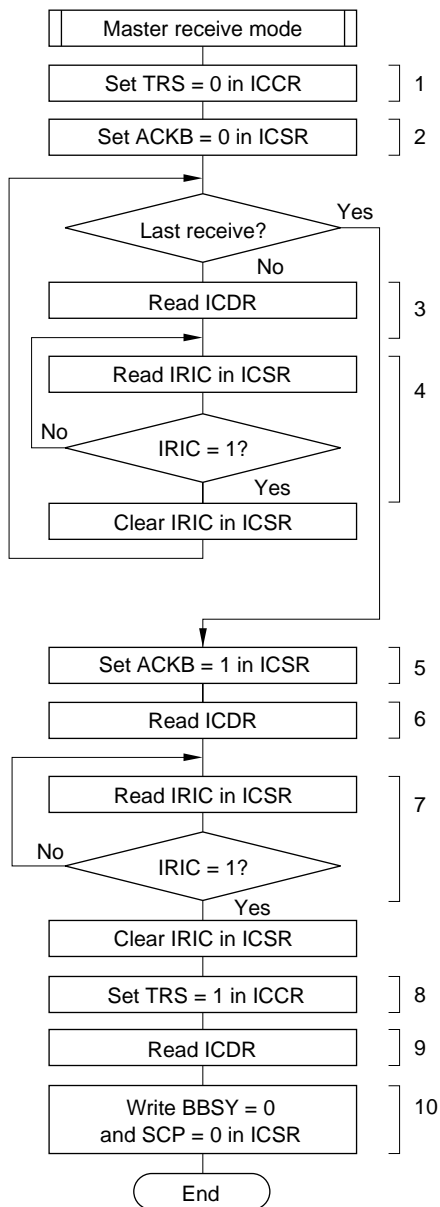 Master receive mode
Set TRS = 0 in ICCR
1
Set ACKB = 0 in ICSR
2
Last receive?
Yes
No
Read ICDR
3
Read IRIC in ICSR
4
No
IRIC = 1?
Yes
Clear IRIC in ICSR
Set ACKB = 1 in ICSR
5
Read ICDR
6
Read IRIC in ICSR
7
No
IRIC = 1?
Yes
Clear IRIC in ICSR
Set TRS = 1 in ICCR
8
Read ICDR
9
Write BBSY = 0
and SCP = 0 in ICSR
10
End